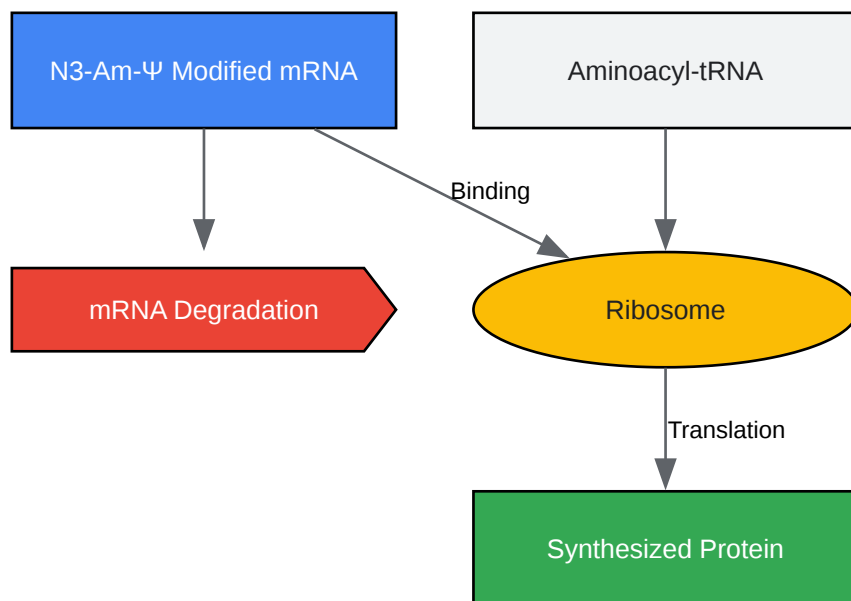 N3-Am-Ψ Modified mRNA
Aminoacyl-tRNA
Binding
mRNA Degradation
Ribosome
Translation
Synthesized Protein